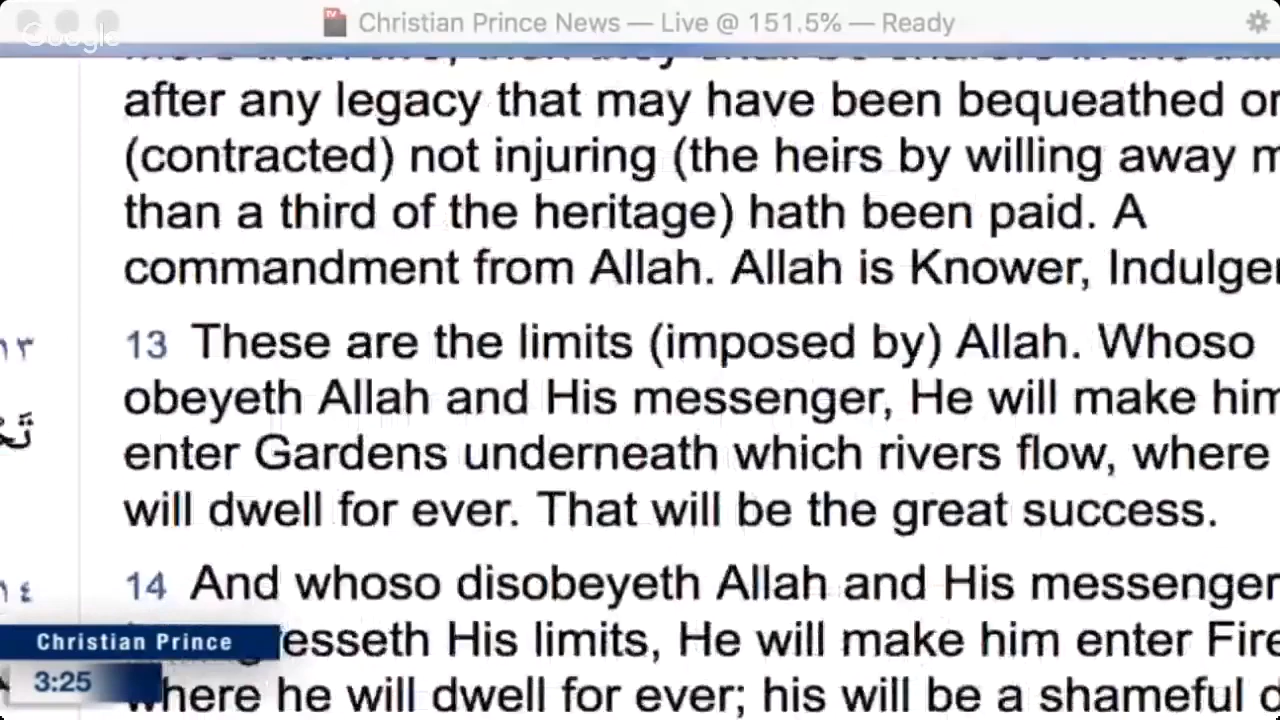 Christian Prince News — Live @ 151.5% — Ready
Google
after any legacy that may have been bequeathed or
(contracted) not injuring (the heirs by willing away m
than a third of the heritage) hath been paid. A
commandment from Allah. Allah is Knower, Indulge
١٣
13 These are the limits (imposed by) Allah. Whoso
obeyeth Allah and His messenger, He will make him
enter Gardens underneath which rivers flow, where
will dwell for ever. That will be the great success.
١٤
14 And whoso disobeyeth Allah and His messenger
esseth His limits, He will make him enter Fire
where he will dwell for ever; his will be a shameful d
Christian Prince
3:25